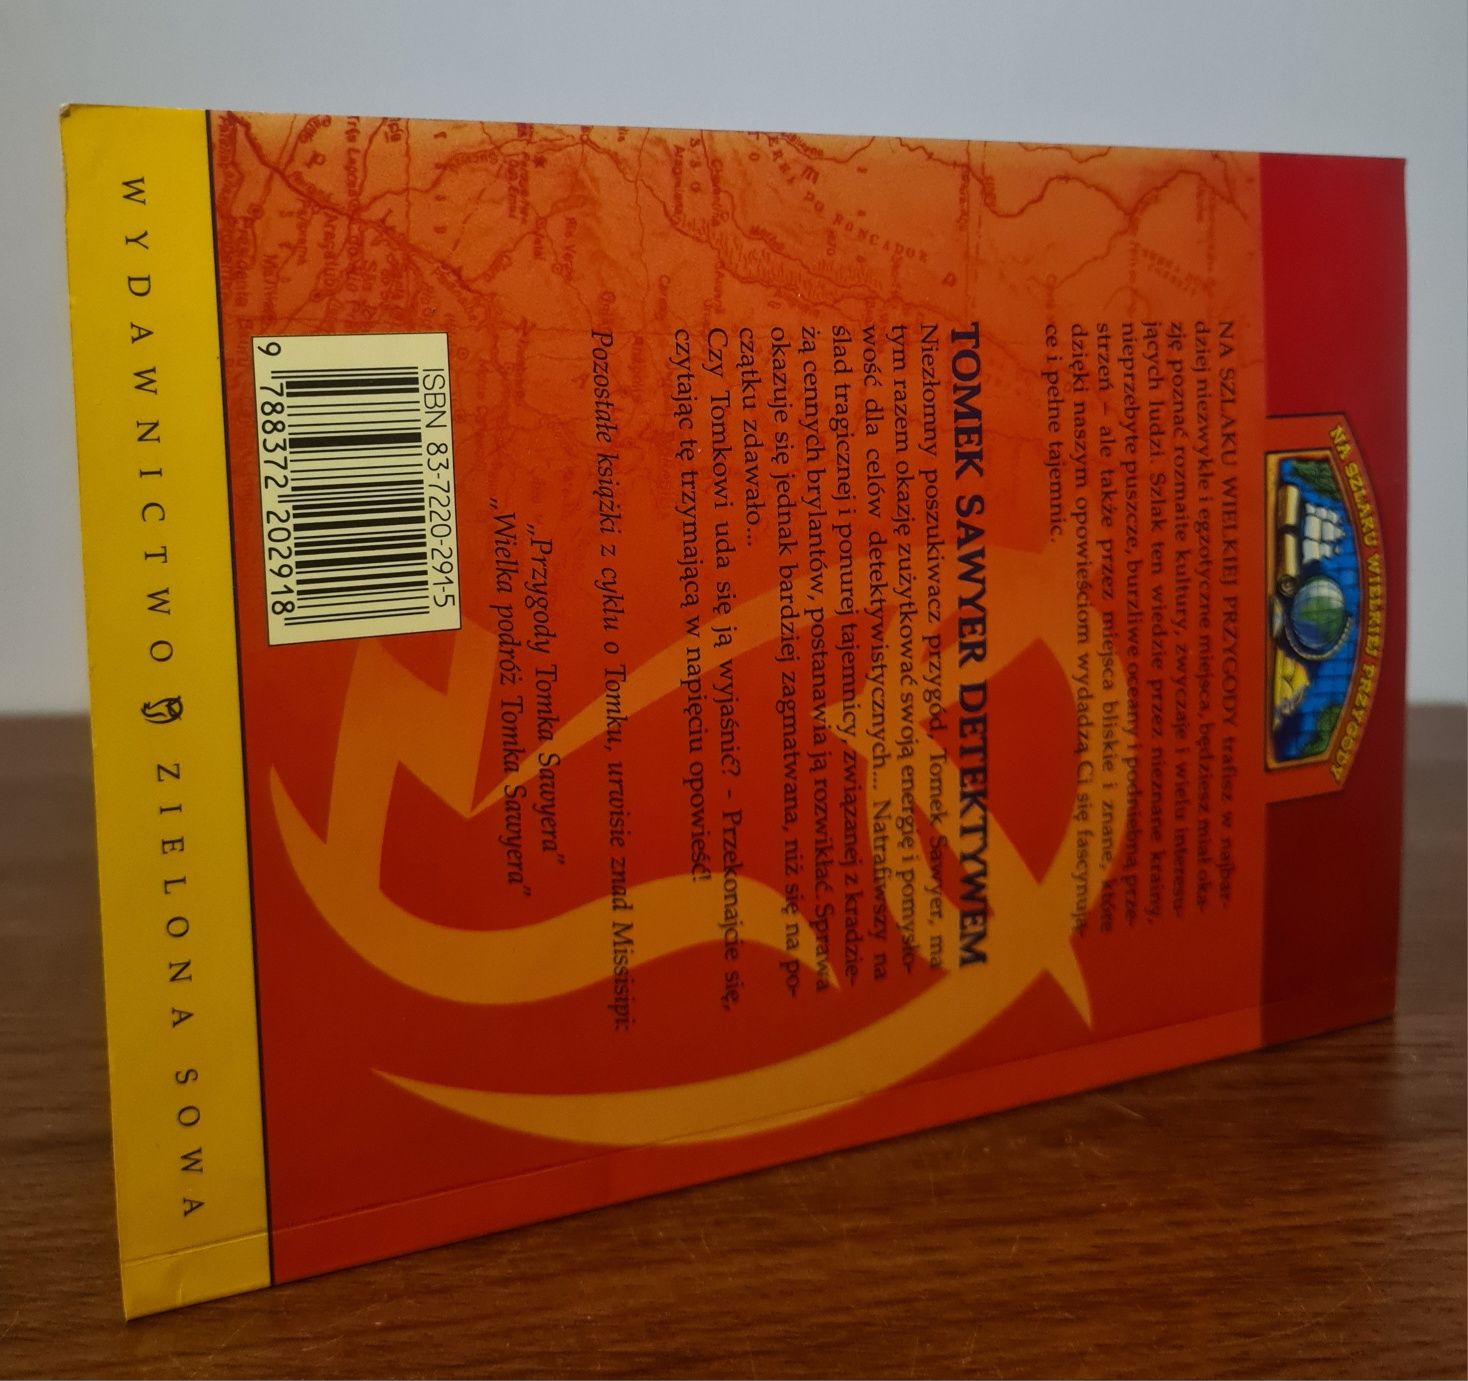 NA SZLAKU WIELKIEJ PRZYGODY
NA SZLAKU WIELKIEJ PRZYGODY trafisz w najbar-
dziej niezwykłe i egzotyczne miejsca, będziesz miał oka-
zję poznać rozmaite kultury, zwyczaje i wielu interesu-
jących ludzi. Szlak ten wiedzie przez nieznane krainy,
nieprzebyte puszcze, burzliwe oceany i podniebną prze-
strzeń – ale także przez miejsca bliskie i znane, które
dzięki naszym opowieściom wydadzą Ci się fascynują-
ce i pełne tajemnic.
TOMEK SAWYER DETEKTYWEM
Niezłomny poszukiwacz przygód, Tomek Sawyer, ma
tym razem okazję zużytkować swoją energię i pomysło-
wość dla celów detektywistycznych... Natrafiwszy na
ślad tragicznej i ponurej tajemnicy, związanej z kradzie-
żą cennych brylantów, postanawia ją rozwikłać. Sprawa
okazuje się jednak bardziej zagmatwana, niż się na po-
czątku zdawało...
Czy Tomkowi uda się ją wyjaśnić? – Przekonajcie się,
czytając tę trzymającą w napięciu opowieść!
Pozostałe książki z cyklu o Tomku, urwisie znad Missisipi:
„Przygody Tomka Sawyera”
„Wielka podróż Tomka Sawyera”
ISBN 83-7220-291-5
9 788372 202918
WYDAWNICTWO ZIELONA SOWA